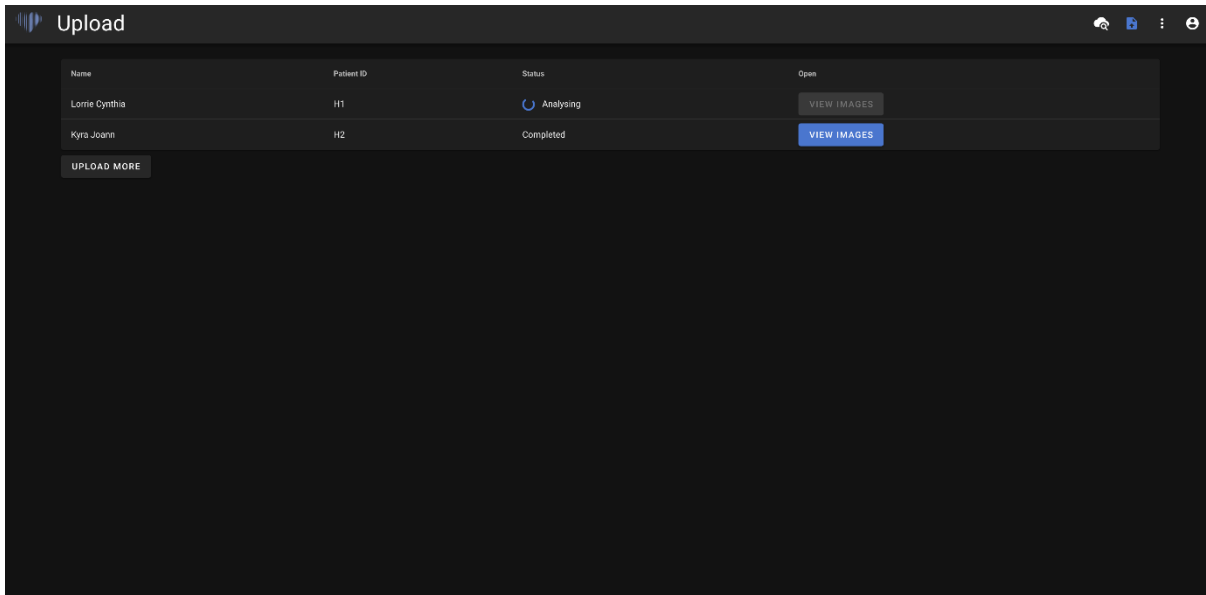 Upload
Name Patient ID Status Open
Lorrie Cynthia H1 Analysing VIEW IMAGES
Kyra Joann H2 Completed VIEW IMAGES
UPLOAD MORE